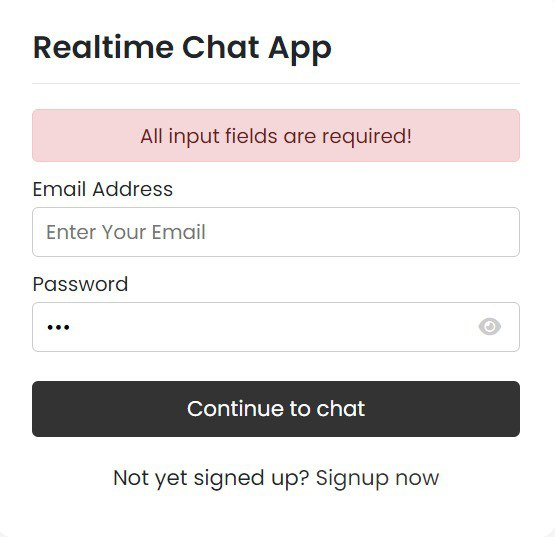 Realtime Chat App
All input fields are required!
Email Address
Enter Your Email
Password
•••
Continue to chat
Not yet signed up? Signup now